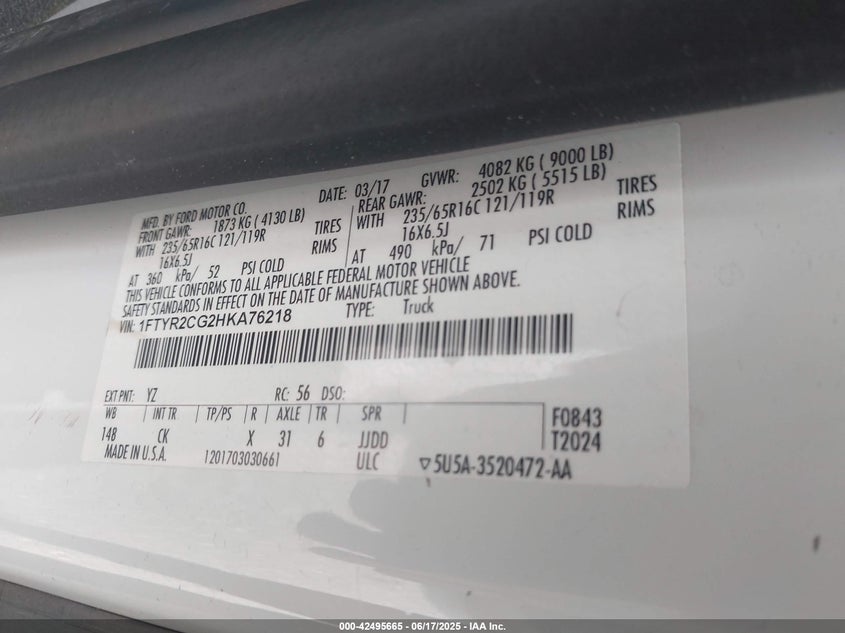 MFD. BY FORD MOTOR CO. DATE: 03/17 GVWR: 4082 KG ( 9000 LB)
FRONT GAWR: 1873 KG ( 4130 LB) REAR GAWR: 2502 KG ( 5515 LB)
WITH 235/65R16C 121/119R TIRES WITH 235/65R16C 121/119R TIRES
16X6.5J RIMS 16X6.5J RIMS
AT 360 kPa/ 52 PSI COLD AT 490 kPa/ 71 PSI COLD
THIS VEHICLE CONFORMS TO ALL APPLICABLE FEDERAL MOTOR VEHICLE
SAFETY STANDARDS IN EFFECT ON THE DATE OF MANUFACTURE SHOWN ABOVE.
VIN: 1FTYR2CG2HKA76218 TYPE: Truck
EXT PNT: YZ RC: 56 DSO:
WB INT TR TP/PS R AXLE TR SPR F0843
148 CK X 31 6 JJDD T2024
MADE IN U.S.A. 1201703030661 ULC ▽5U5A-3520472-AA
000-42495665 - 06/17/2025 - IAA Inc.